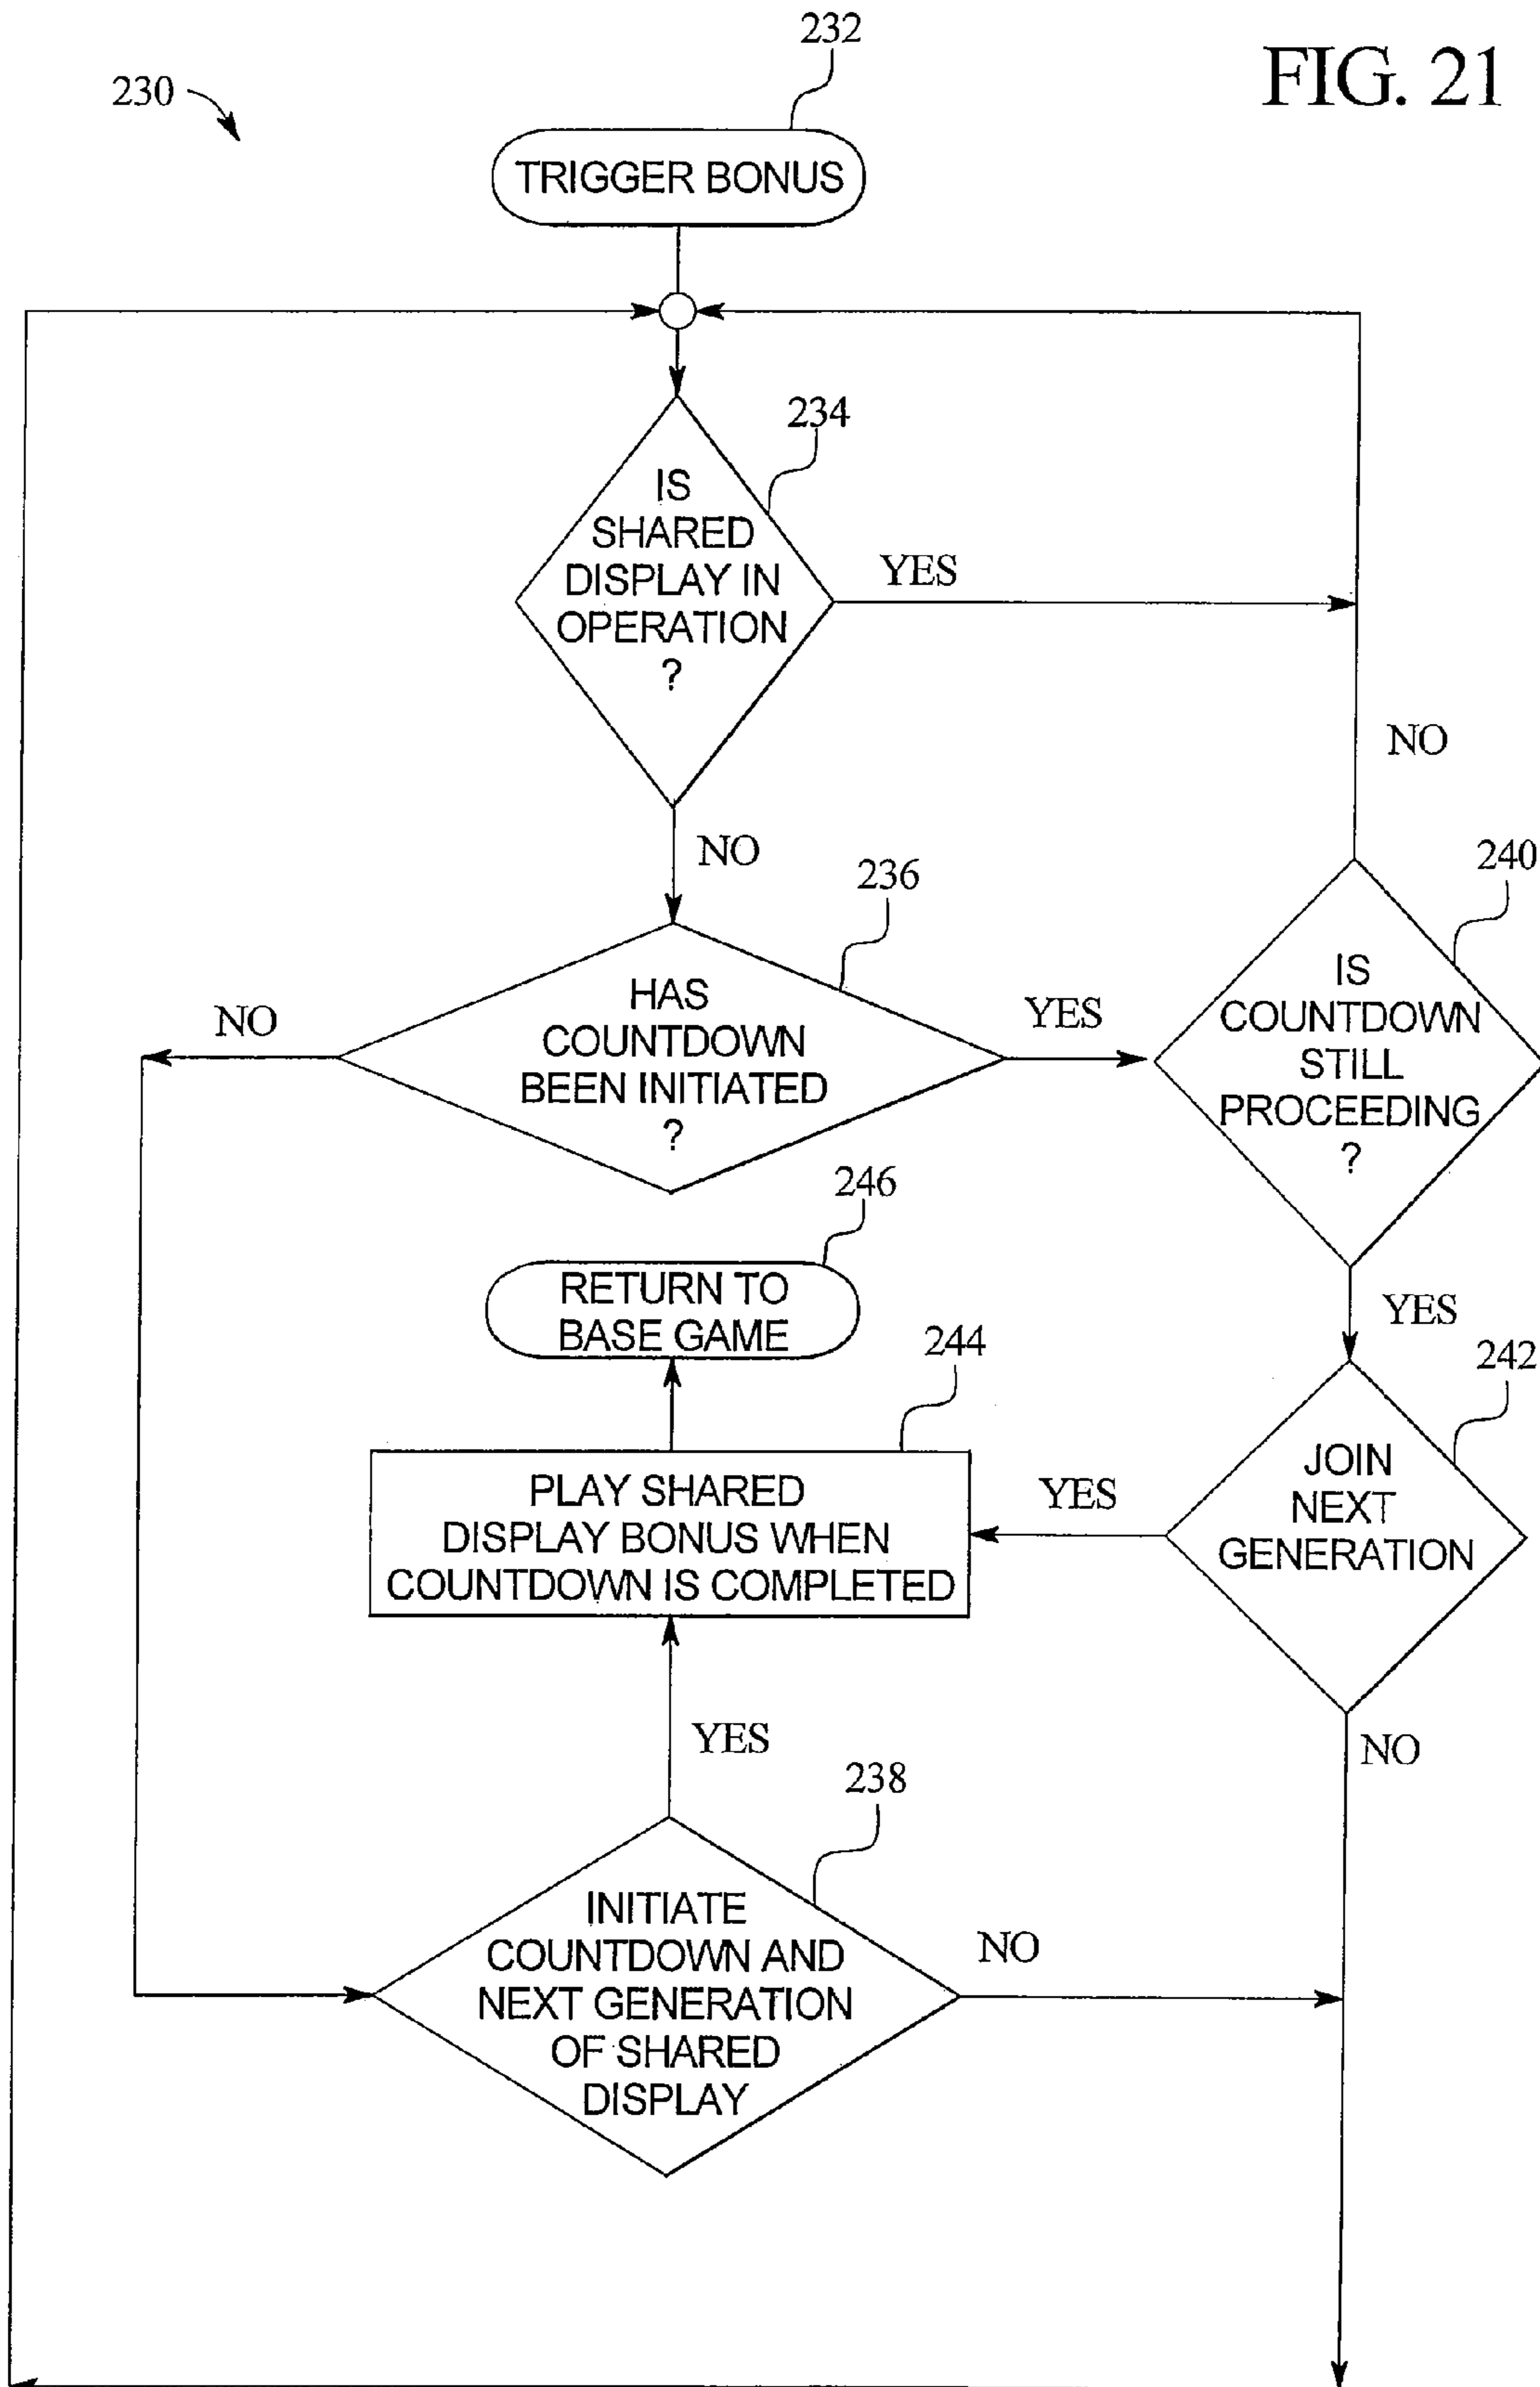 232
FIG. 21
230
TRIGGER BONUS
234
IS
SHARED
DISPLAY IN
OPERATION
?
YES
NO
NO
236
240
HAS
COUNTDOWN
BEEN INITIATED
?
NO
YES
IS
COUNTDOWN
STILL
PROCEEDING
?
246
RETURN TO
BASE GAME
YES
244
242
PLAY SHARED
DISPLAY BONUS WHEN
COUNTDOWN IS COMPLETED
YES
JOIN
NEXT
GENERATION
YES
NO
238
INITIATE
COUNTDOWN AND
NEXT GENERATION
OF SHARED
DISPLAY
NO